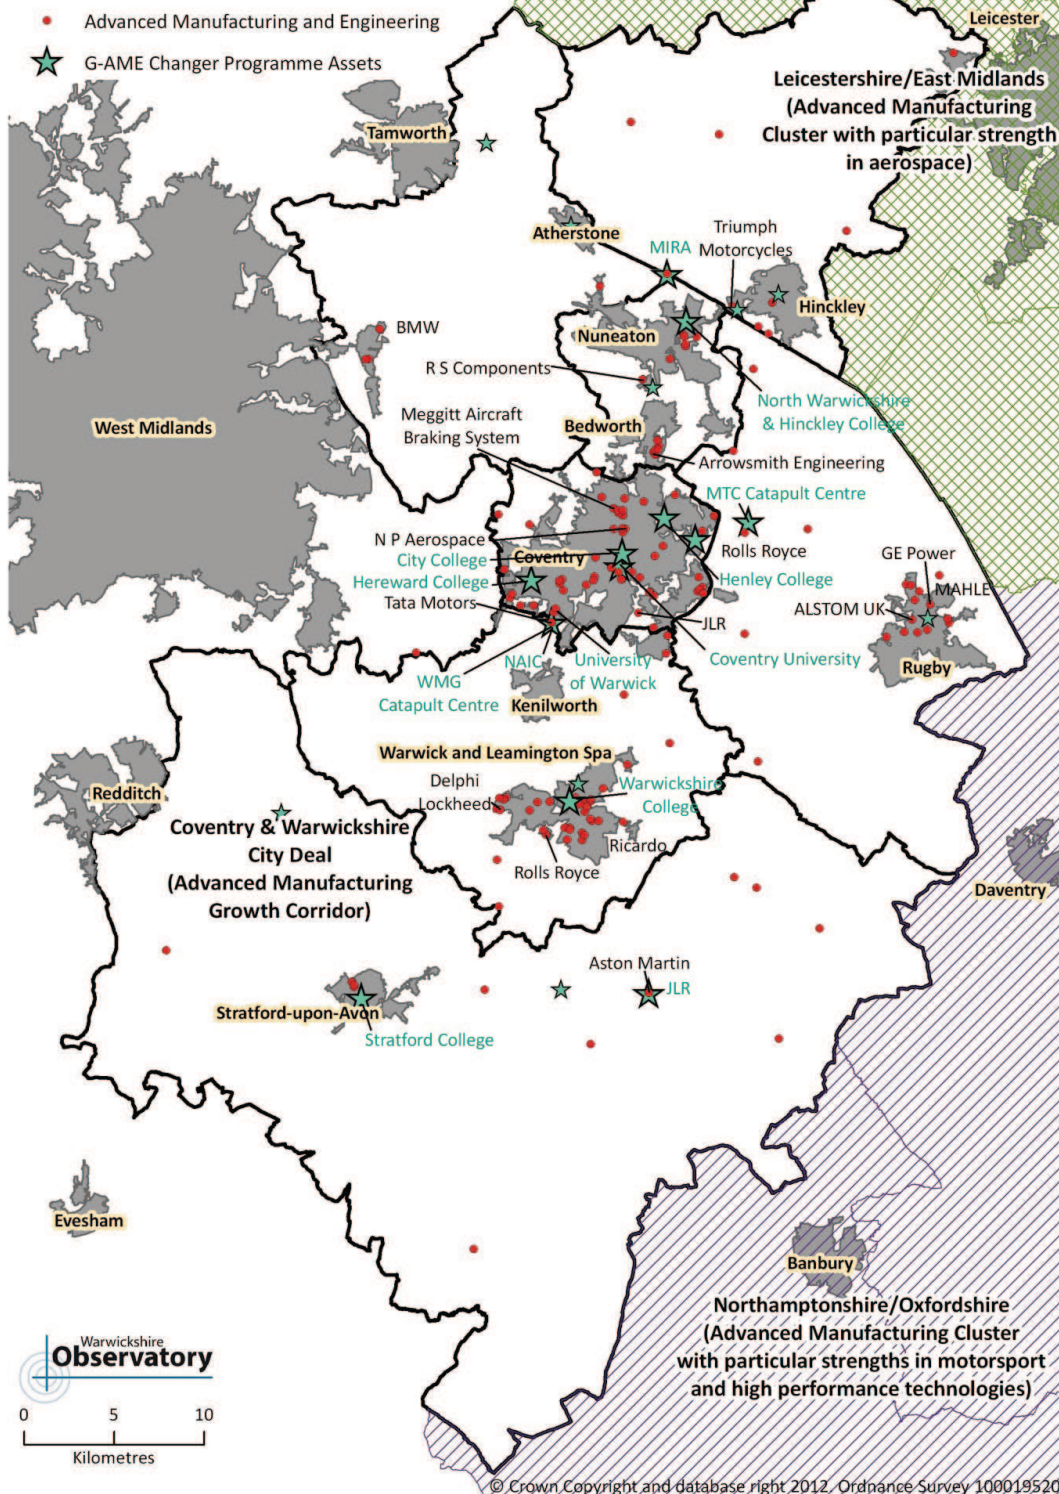 Advanced Manufacturing and Engineering
G-AME Changer Programme Assets
Leicester
Leicestershire/East Midlands
(Advanced Manufacturing
Cluster with particular strength
in aerospace)
Tamworth
Atherstone
MIRA
Triumph
Motorcycles
Hinckley
Nuneaton
BMW
R S Components
North Warwickshire
& Hinckley College
West Midlands
Meggitt Aircraft
Braking System
Bedworth
Arrowsmith Engineering
MTC Catapult Centre
N P Aerospace
City College
Coventry
Rolls Royce
GE Power
Hereward College
Henley College
MAHLE
Tata Motors
ALSTOM UK
JLR
NAIC
University
of Warwick
Coventry University
Rugby
WMG
Catapult Centre
Kenilworth
Warwick and Leamington Spa
Redditch
Delphi
Lockheed
Warwickshire
College
Coventry & Warwickshire
City Deal
(Advanced Manufacturing
Growth Corridor)
Ricardo
Rolls Royce
Daventry
Aston Martin
JLR
Stratford-upon-Avon
Stratford College
Evesham
Banbury
Northamptonshire/Oxfordshire
(Advanced Manufacturing Cluster
with particular strengths in motorsport
and high performance technologies)
Warwickshire
Observatory
0 5 10
Kilometres
© Crown Copyright and database right 2012. Ordnance Survey 100019520